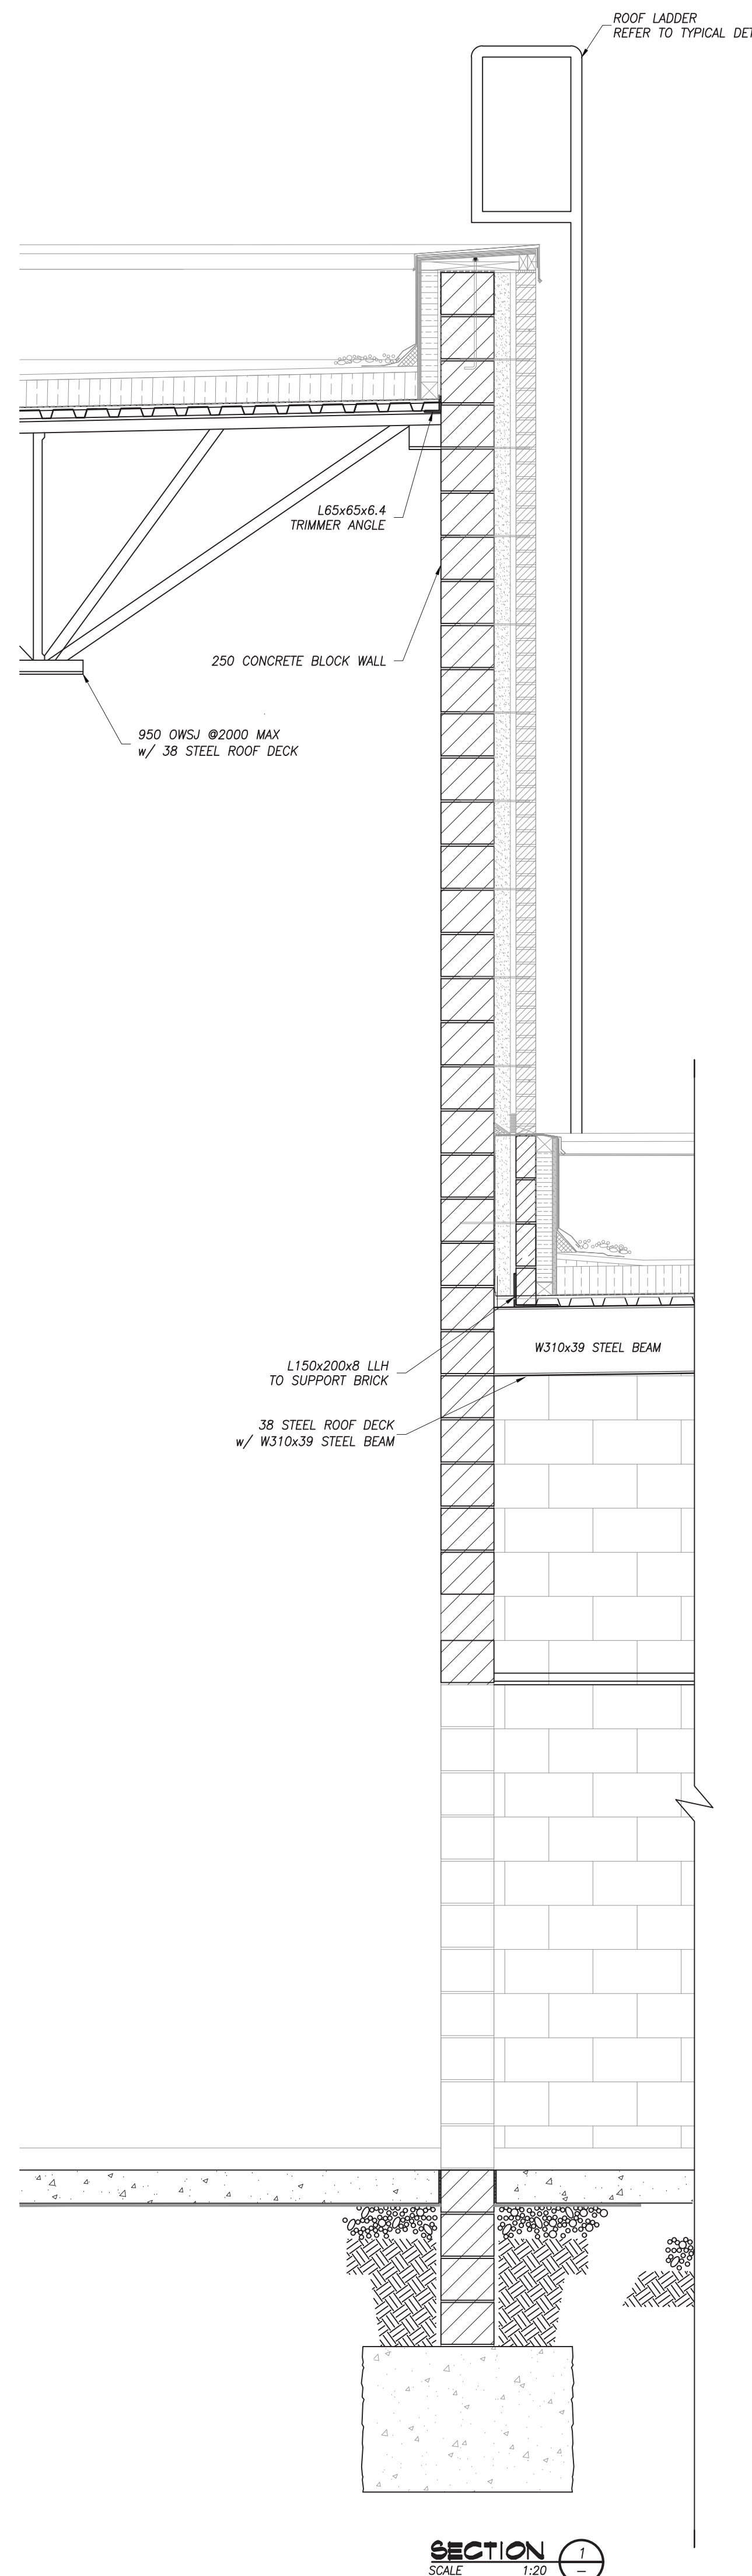 ROOF LADDER
REFER TO TYPICAL DET
L65x65x6.4
TRIMMER ANGLE
250 CONCRETE BLOCK WALL
950 OWSJ @2000 MAX
w/ 38 STEEL ROOF DECK
W310x39 STEEL BEAM
L150x200x8 LLH
TO SUPPORT BRICK
38 STEEL ROOF DECK
w/ W310x39 STEEL BEAM
SECTION 1
SCALE 1:20 –